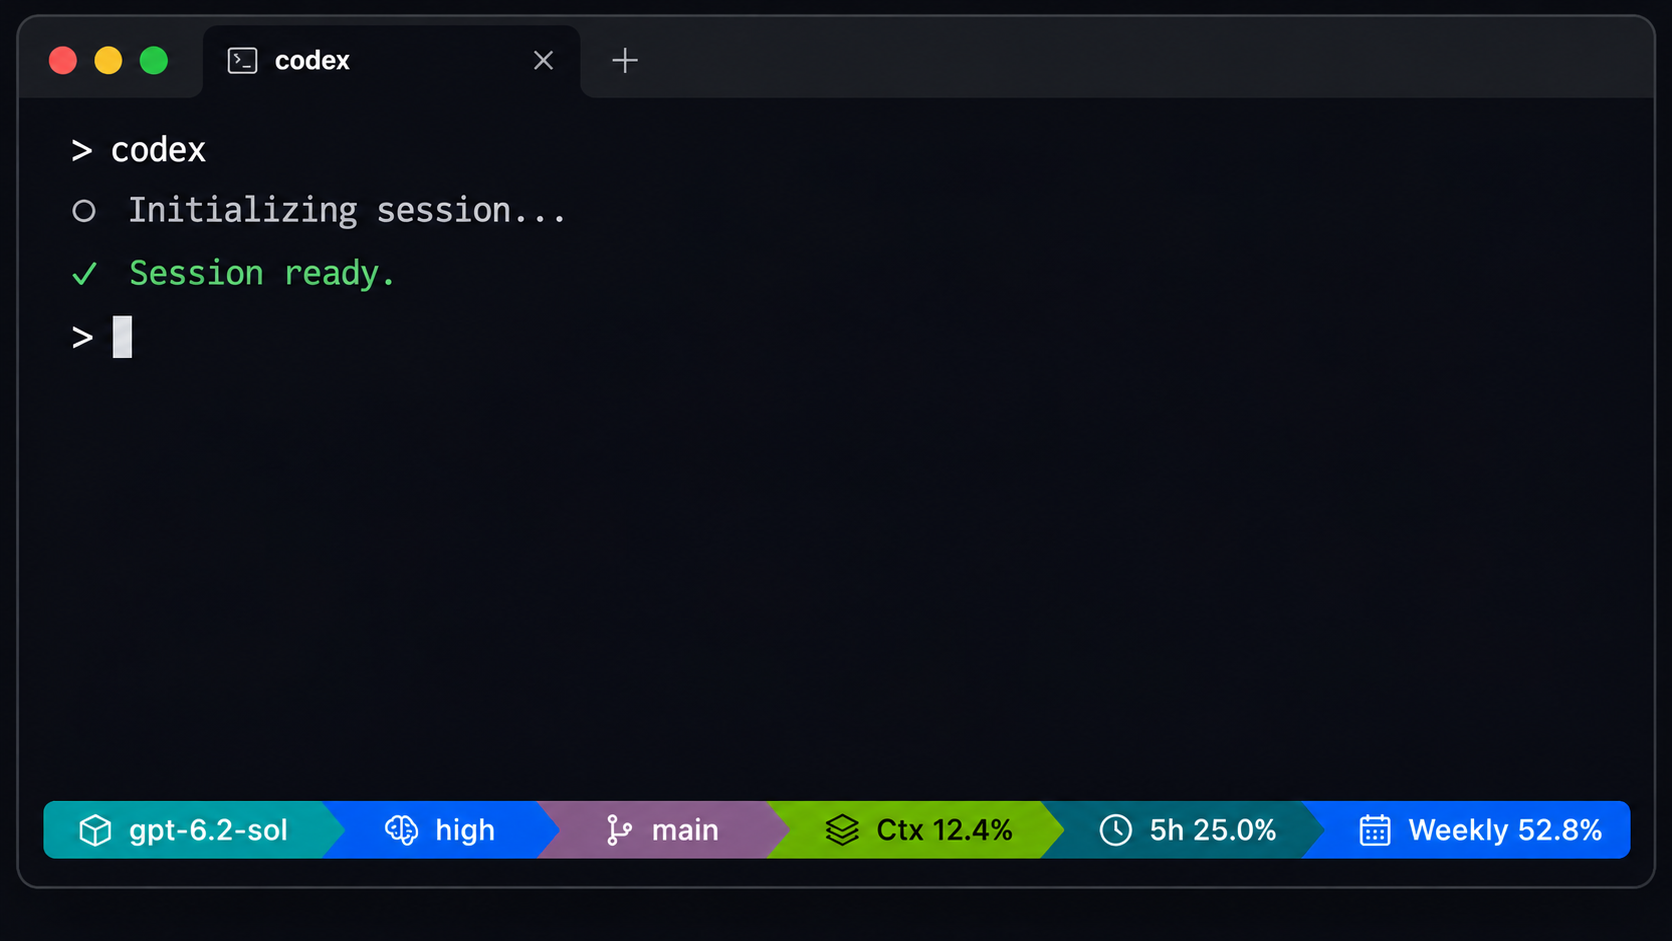 codex
> codex
Initializing session...
✓ Session ready.
>
gpt-6.2-sol high main Ctx 12.4% 5h 25.0% Weekly 52.8%